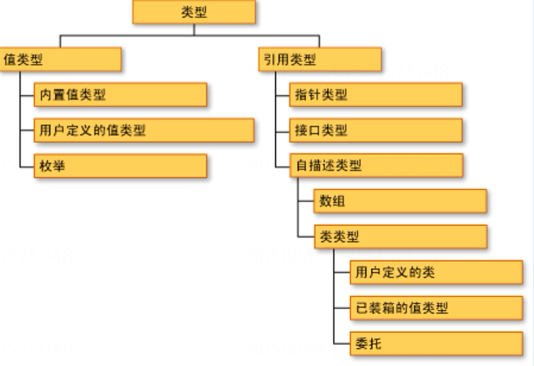 类型
值类型
内置值类型
用户定义的值类型
枚举
引用类型
指针类型
接口类型
自描述类型
数组
类类型
用户定义的类
已装箱的值类型
委托